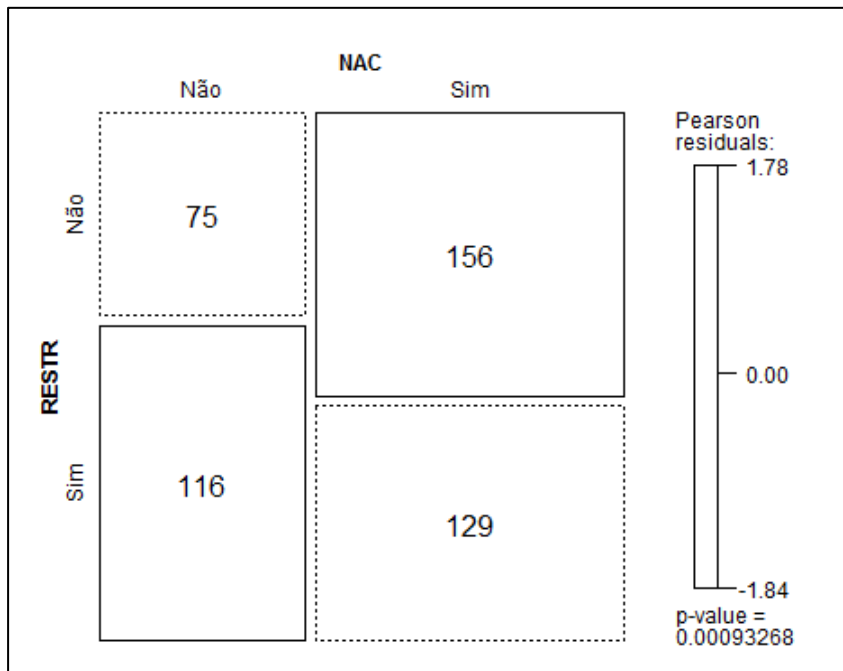 NAC
Não Sim
Pearson
residuals:
1.78
Não
75
156
0.00
RESTR
Sim
116
129
-1.84
p-value =
0.00093268